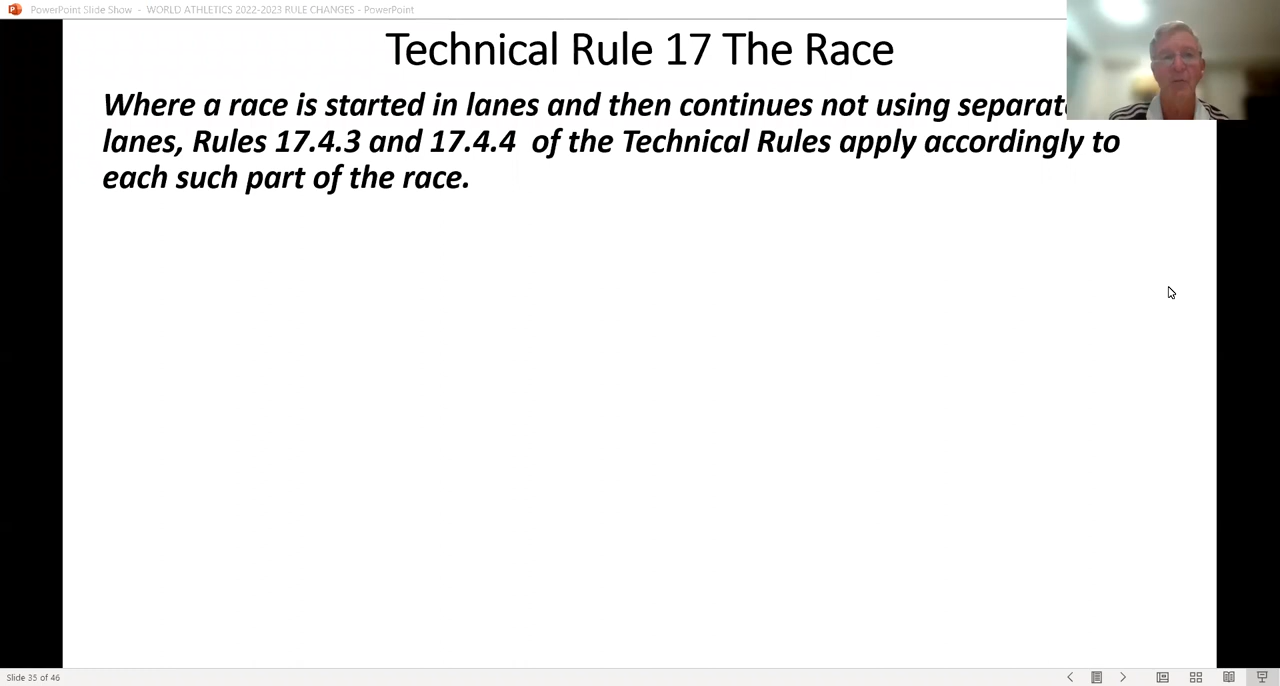 PowerPoint Slide Show - WORLD ATHLETICS 2022-2023 RULE CHANGES - PowerPoint
Technical Rule 17 The Race
Where a race is started in lanes and then continues not using
lanes, Rules 17.4.3 and 17.4.4 of the Technical Rules apply accordingly to
each such part of the race.
Slide 35 of 46